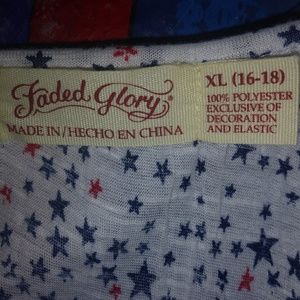 Faded Glory®
MADE IN/HECHO EN CHINA
XL (16-18)
100% POLYESTER
EXCLUSIVE OF
DECORATION
AND ELASTIC